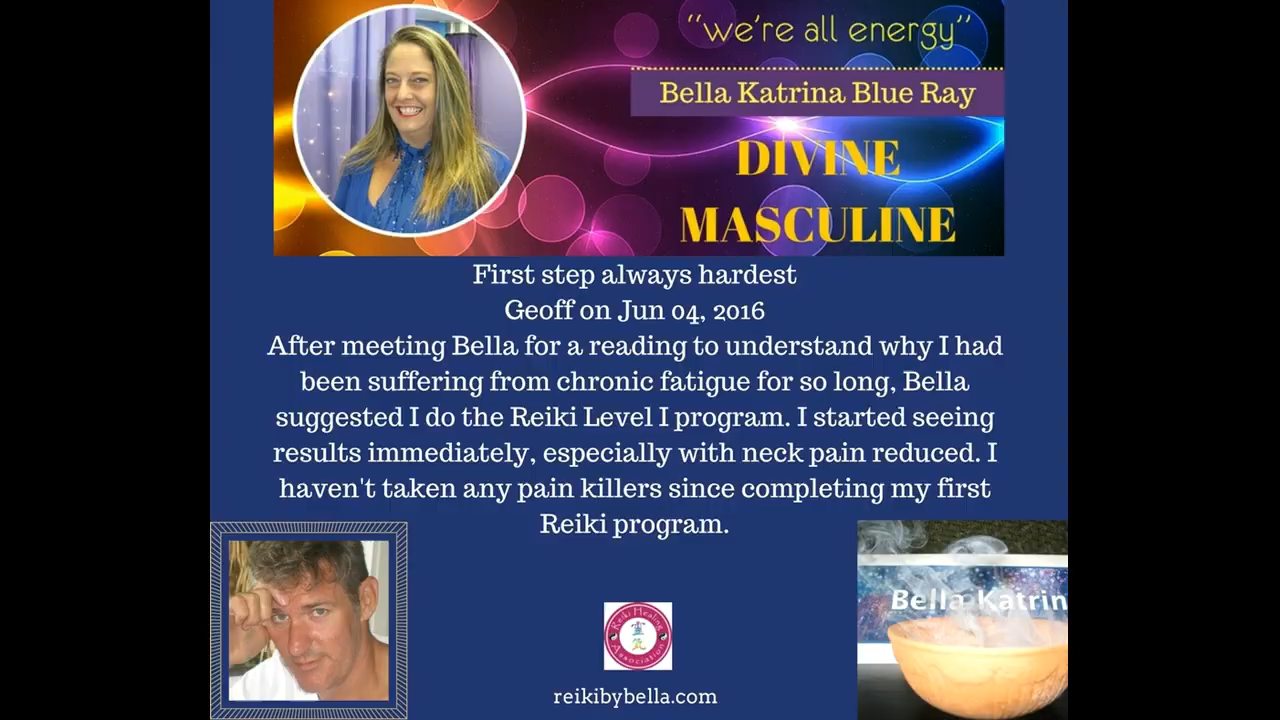 “we’re all energy”
Bella Katrina Blue Ray
DIVINE
MASCULINE
First step always hardest
Geoff on Jun 04, 2016
After meeting Bella for a reading to understand why I had
been suffering from chronic fatigue for so long, Bella
suggested I do the Reiki Level I program. I started seeing
results immediately, especially with neck pain reduced. I
haven't taken any pain killers since completing my first
Reiki program.
Bella Katrin
Reiki Healing
Association
reikibybella.com